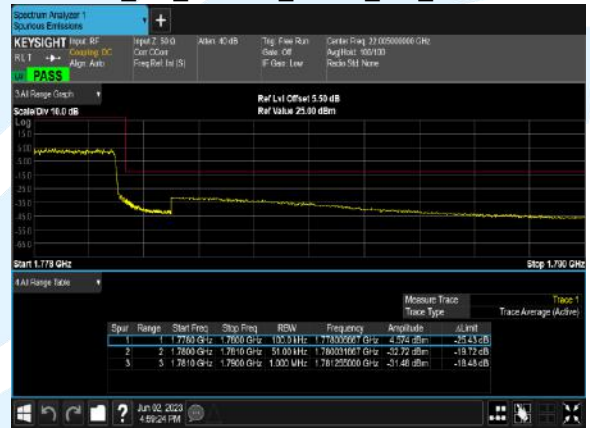 Spectrum Analyzer 1
Spurious Emissions
+
KEYSIGHT Input: RF Input Z: 50 Ω Atten: 40 dB Trig: Free Run Center Freq: 22.005000000 GHz
RLT Coupling: DC Corr CCorr Gate: Off Avg|Hold: 100/100
Align: Auto Freq Ref: Int (S) IF Gain: Low Radio Std: None
PASS
3 All Range Graph Ref Lvl Offset 5.50 dB
Scale/Div 10.0 dB Ref Value 25.00 dBm
Log
15.0
5.00
-5.00
-15.0
-25.0
-35.0
-45.0
-55.0
-65.0
Start 1.778 GHz Stop 1.790 GHz
4 All Range Table
Measure Trace Trace 1
Trace Type Trace Average (Active)
Spur Range Start Freq Stop Freq RBW Frequency Amplitude ΔLimit
1 1 1.7780 GHz 1.7800 GHz 100.0 kHz 1.778006667 GHz 4.574 dBm -25.43 dB
2 2 1.7800 GHz 1.7810 GHz 51.00 kHz 1.780031667 GHz -32.72 dBm -19.72 dB
3 3 1.7810 GHz 1.7900 GHz 1.000 MHz 1.781255000 GHz -31.48 dBm -18.48 dB
? Jun 02, 2023
4:59:24 PM